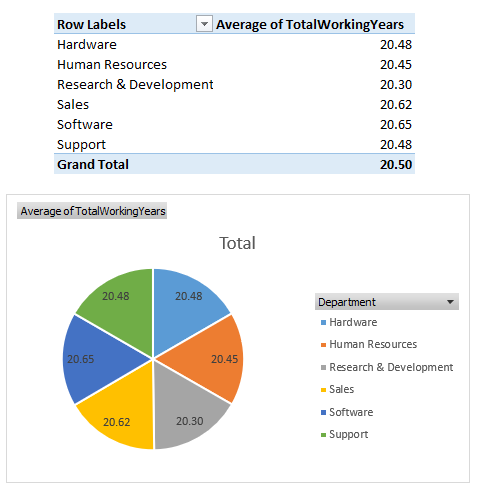 Row Labels Average of TotalWorkingYears
Hardware 20.48
Human Resources 20.45
Research & Development 20.30
Sales 20.62
Software 20.65
Support 20.48
Grand Total 20.50
Average of TotalWorkingYears
Total
20.48 20.48
20.65 20.45
20.62 20.30
Department
Hardware
Human Resources
Research & Development
Sales
Software
Support